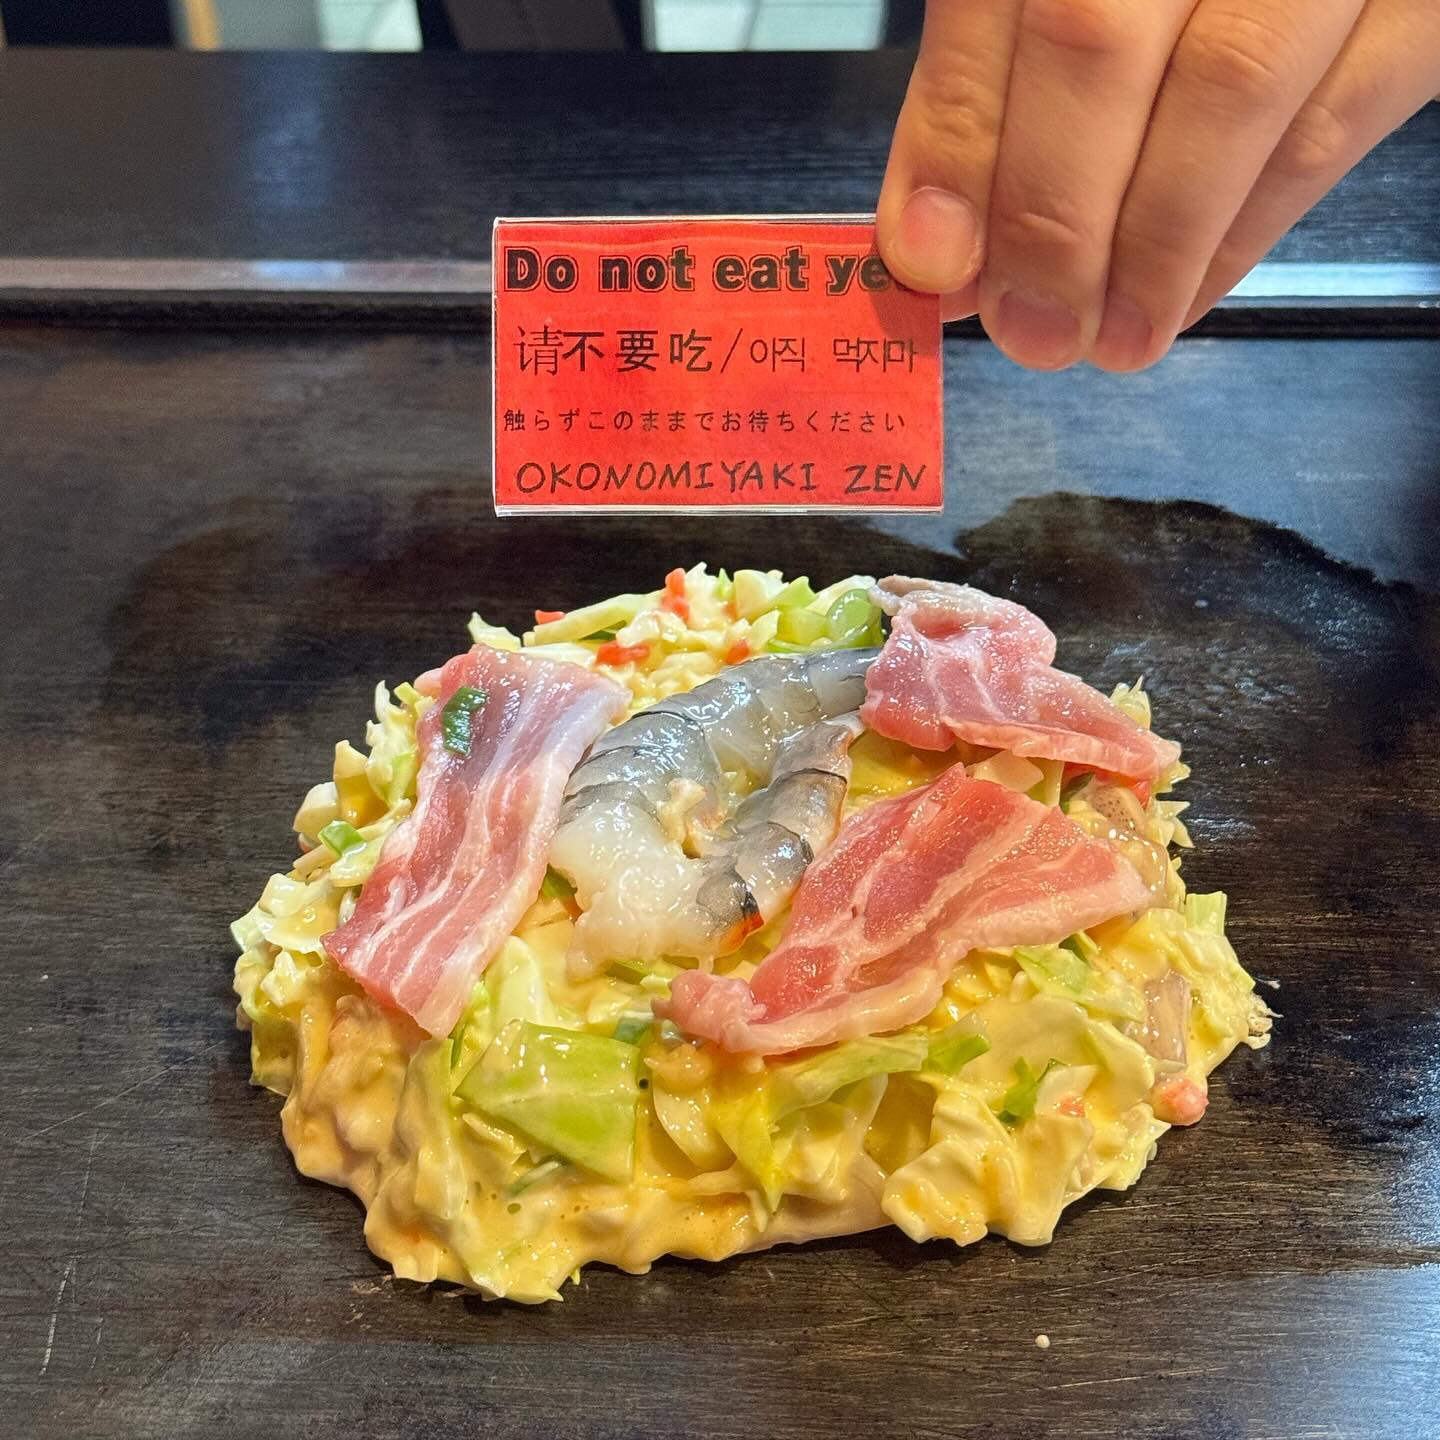 Do not eat
请不要吃/아직 먹지마
触らずこのままでお待ちください
OKONOMIYAKI ZEN